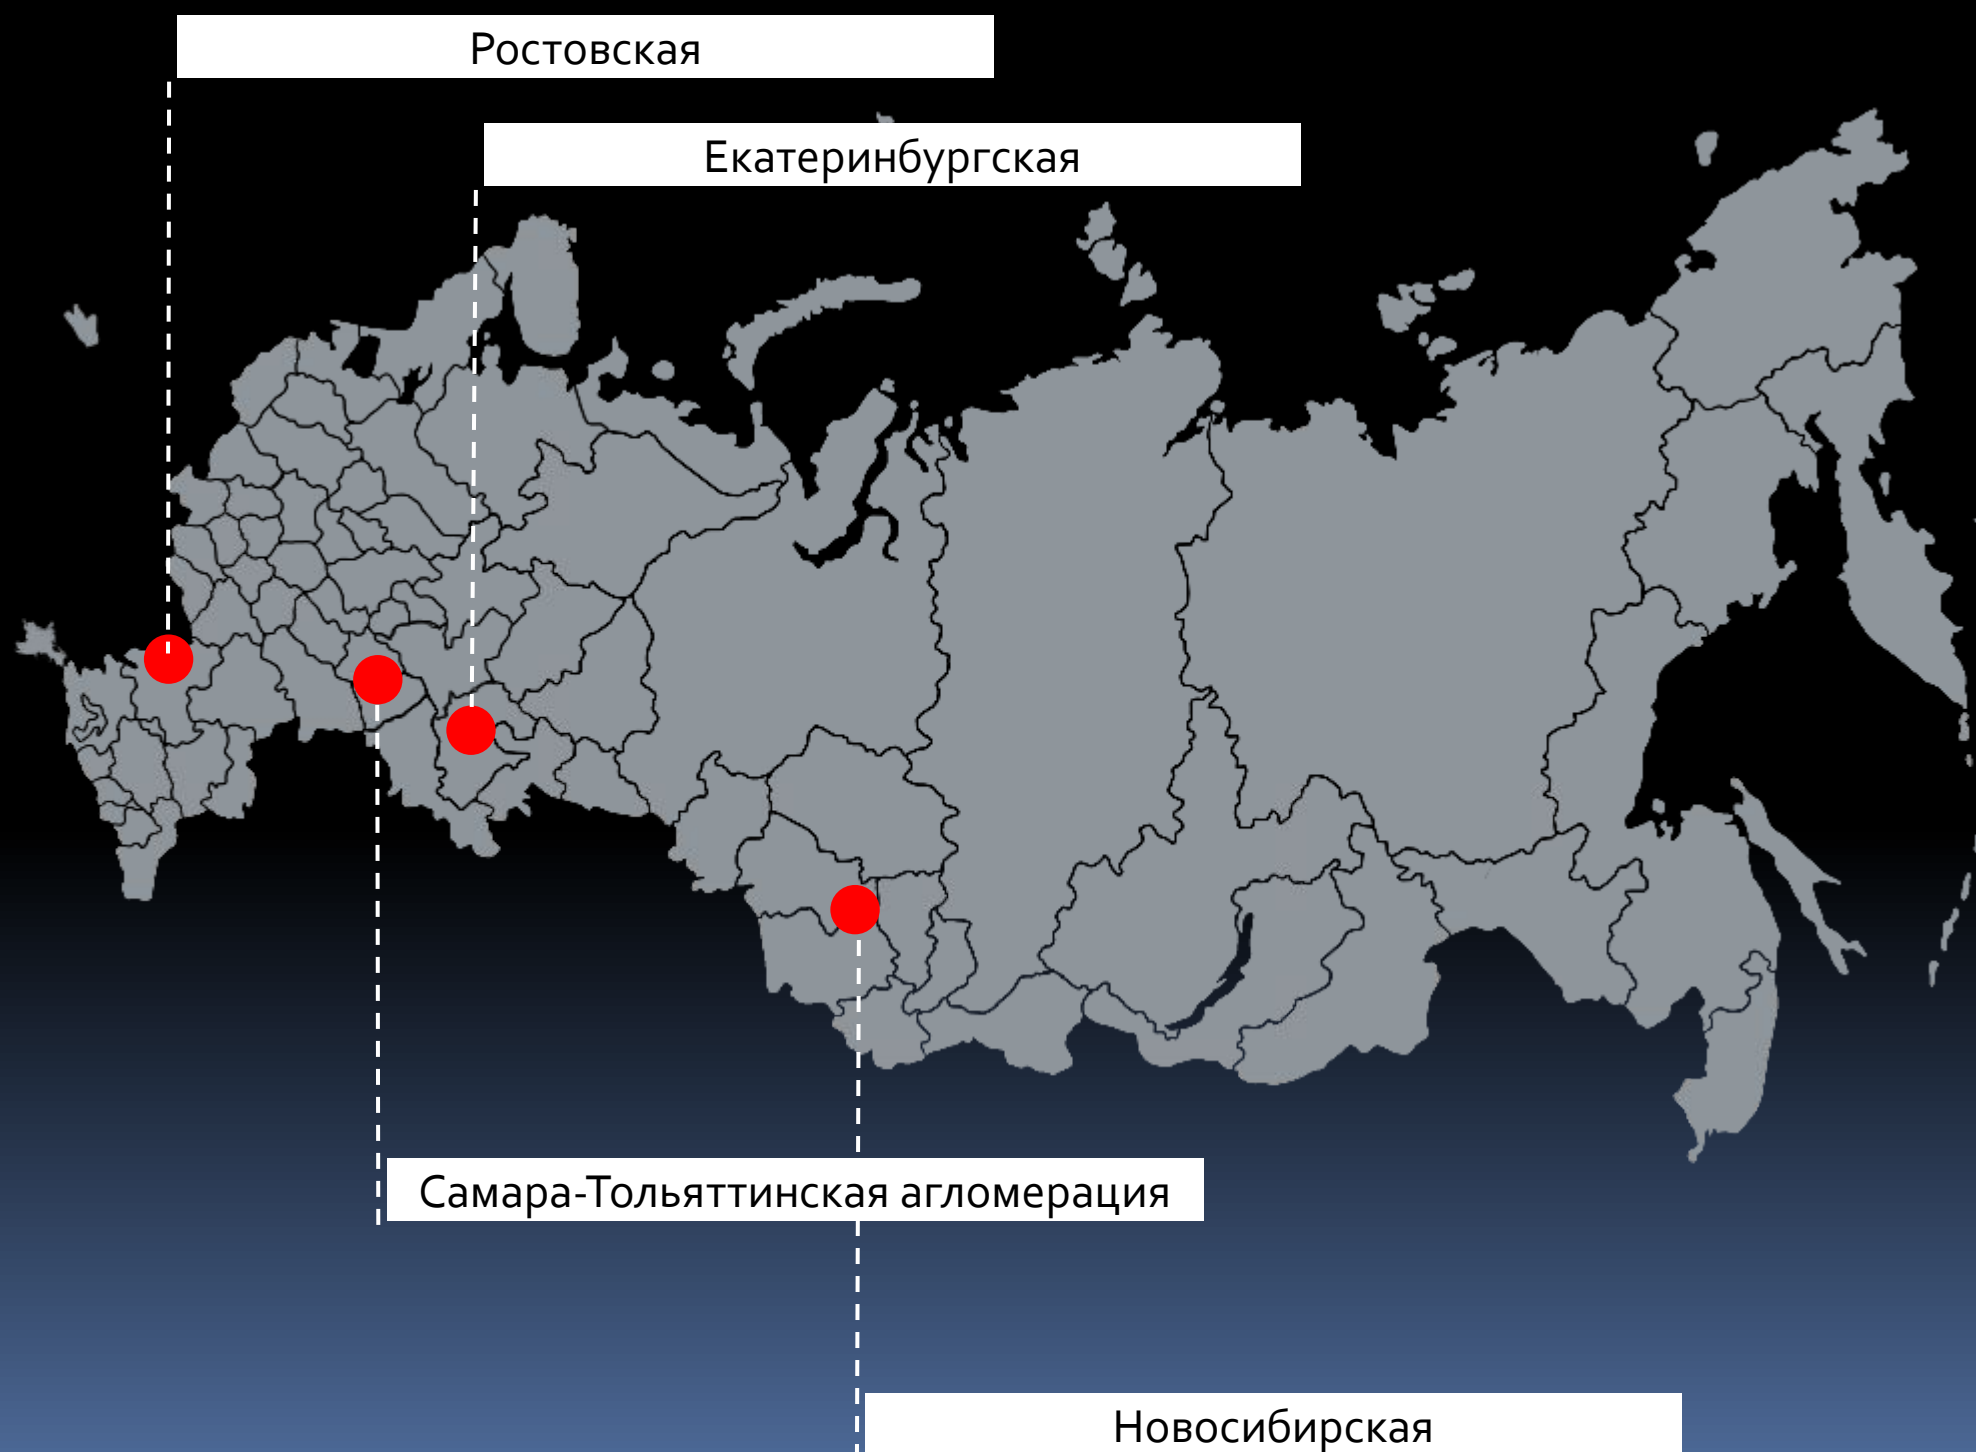 Ростовская
Екатеринбургская
Самара-Тольяттинская агломерация
Новосибирская